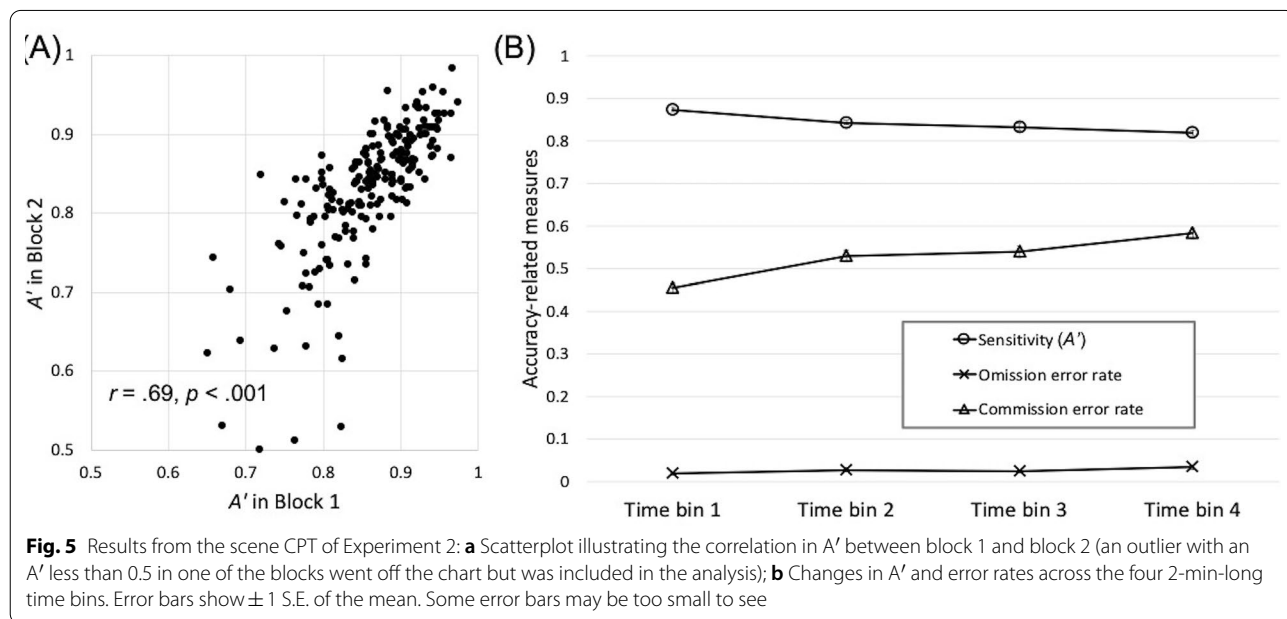 (A)
1
0.9
0.8
0.7
0.6
0.5
A′ in Block 2
r = .69, p < .001
0.5 0.6 0.7 0.8 0.9 1
A′ in Block 1
(B)
1
0.9
0.8
0.7
0.6
0.5
0.4
0.3
0.2
0.1
0
Accuracy-related measures
Sensitivity (A')
Omission error rate
Commission error rate
Time bin 1 Time bin 2 Time bin 3 Time bin 4
Fig. 5 Results from the scene CPT of Experiment 2: a Scatterplot illustrating the correlation in A′ between block 1 and block 2 (an outlier with an
A′ less than 0.5 in one of the blocks went off the chart but was included in the analysis); b Changes in A′ and error rates across the four 2-min-long
time bins. Error bars show ± 1 S.E. of the mean. Some error bars may be too small to see